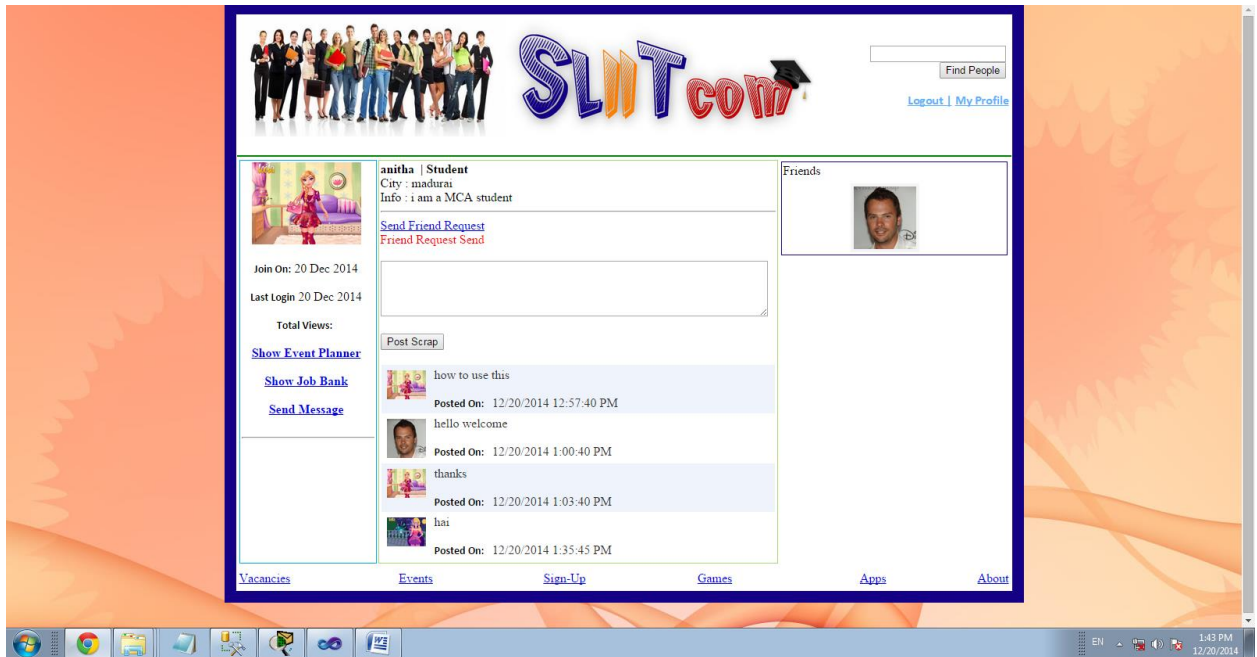 SLIIT com
Find People
Logout | My Profile
anitha | Student
City : madurai
Info : i am a MCA student
Send Friend Request
Friend Request Send
Friends
Join On: 20 Dec 2014
Last Login 20 Dec 2014
Total Views:
Show Event Planner
Show Job Bank
Send Message
Post Scrap
how to use this
Posted On: 12/20/2014 12:57:40 PM
hello welcome
Posted On: 12/20/2014 1:00:40 PM
thanks
Posted On: 12/20/2014 1:03:40 PM
hai
Posted On: 12/20/2014 1:35:45 PM
Vacancies Events Sign-Up Games Apps About
EN 1:43 PM
12/20/2014